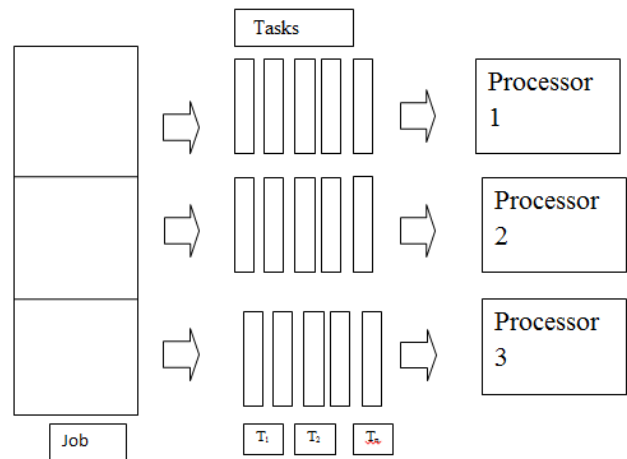 Tasks
Processor
1
Processor
2
Processor
3
Job
T₁
T₂
Tₙ